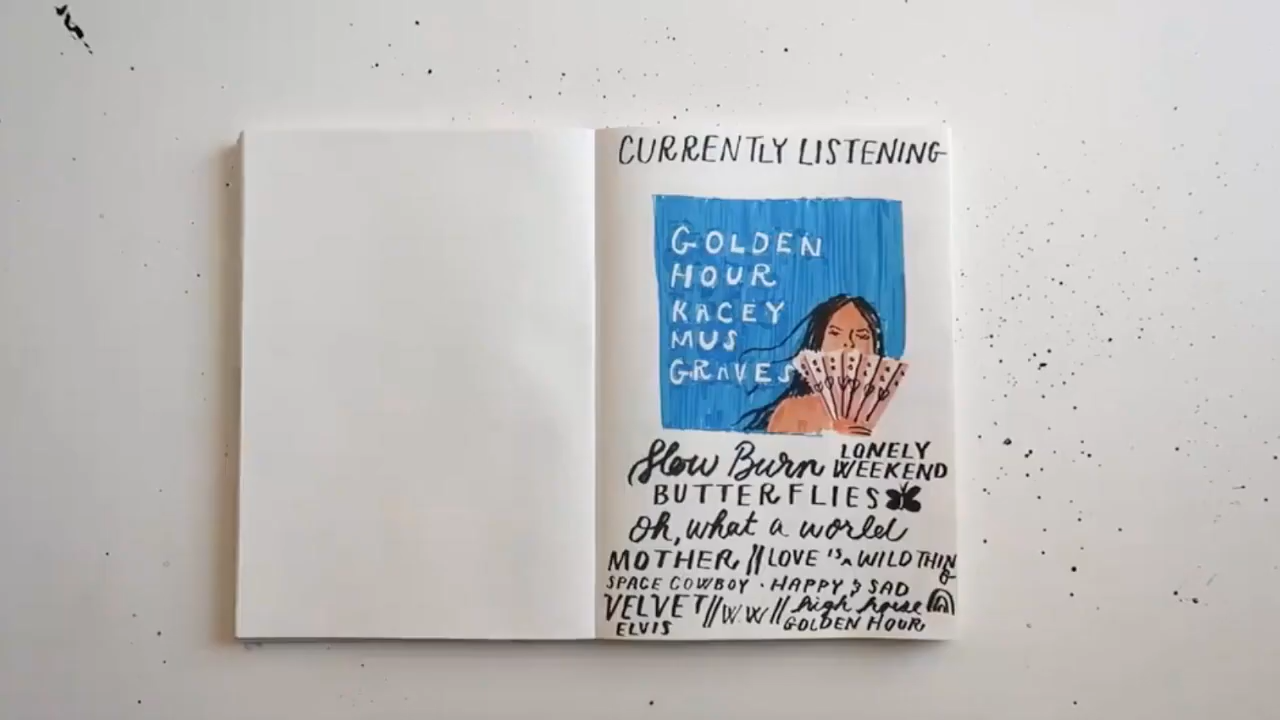 CURRENTLY LISTENING
GOLDEN
HOUR
KACEY
MUS
GRAVES
Slow Burn LONELY WEEKEND
BUTTERFLIES
Oh, what a world
MOTHER // LOVE IS A WILD THING
SPACE COWBOY · HAPPY & SAD
VELVET // W.W // high horse
ELVIS GOLDEN HOUR